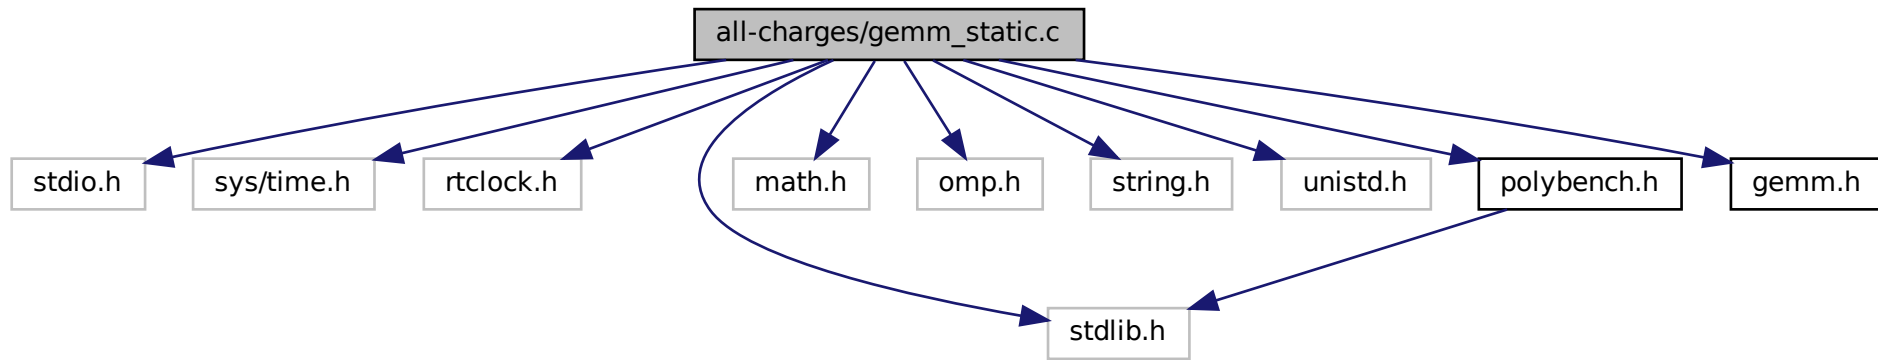 all-charges/gemm_static.c
stdio.h
sys/time.h
rtclock.h
math.h
omp.h
string.h
unistd.h
polybench.h
gemm.h
stdlib.h